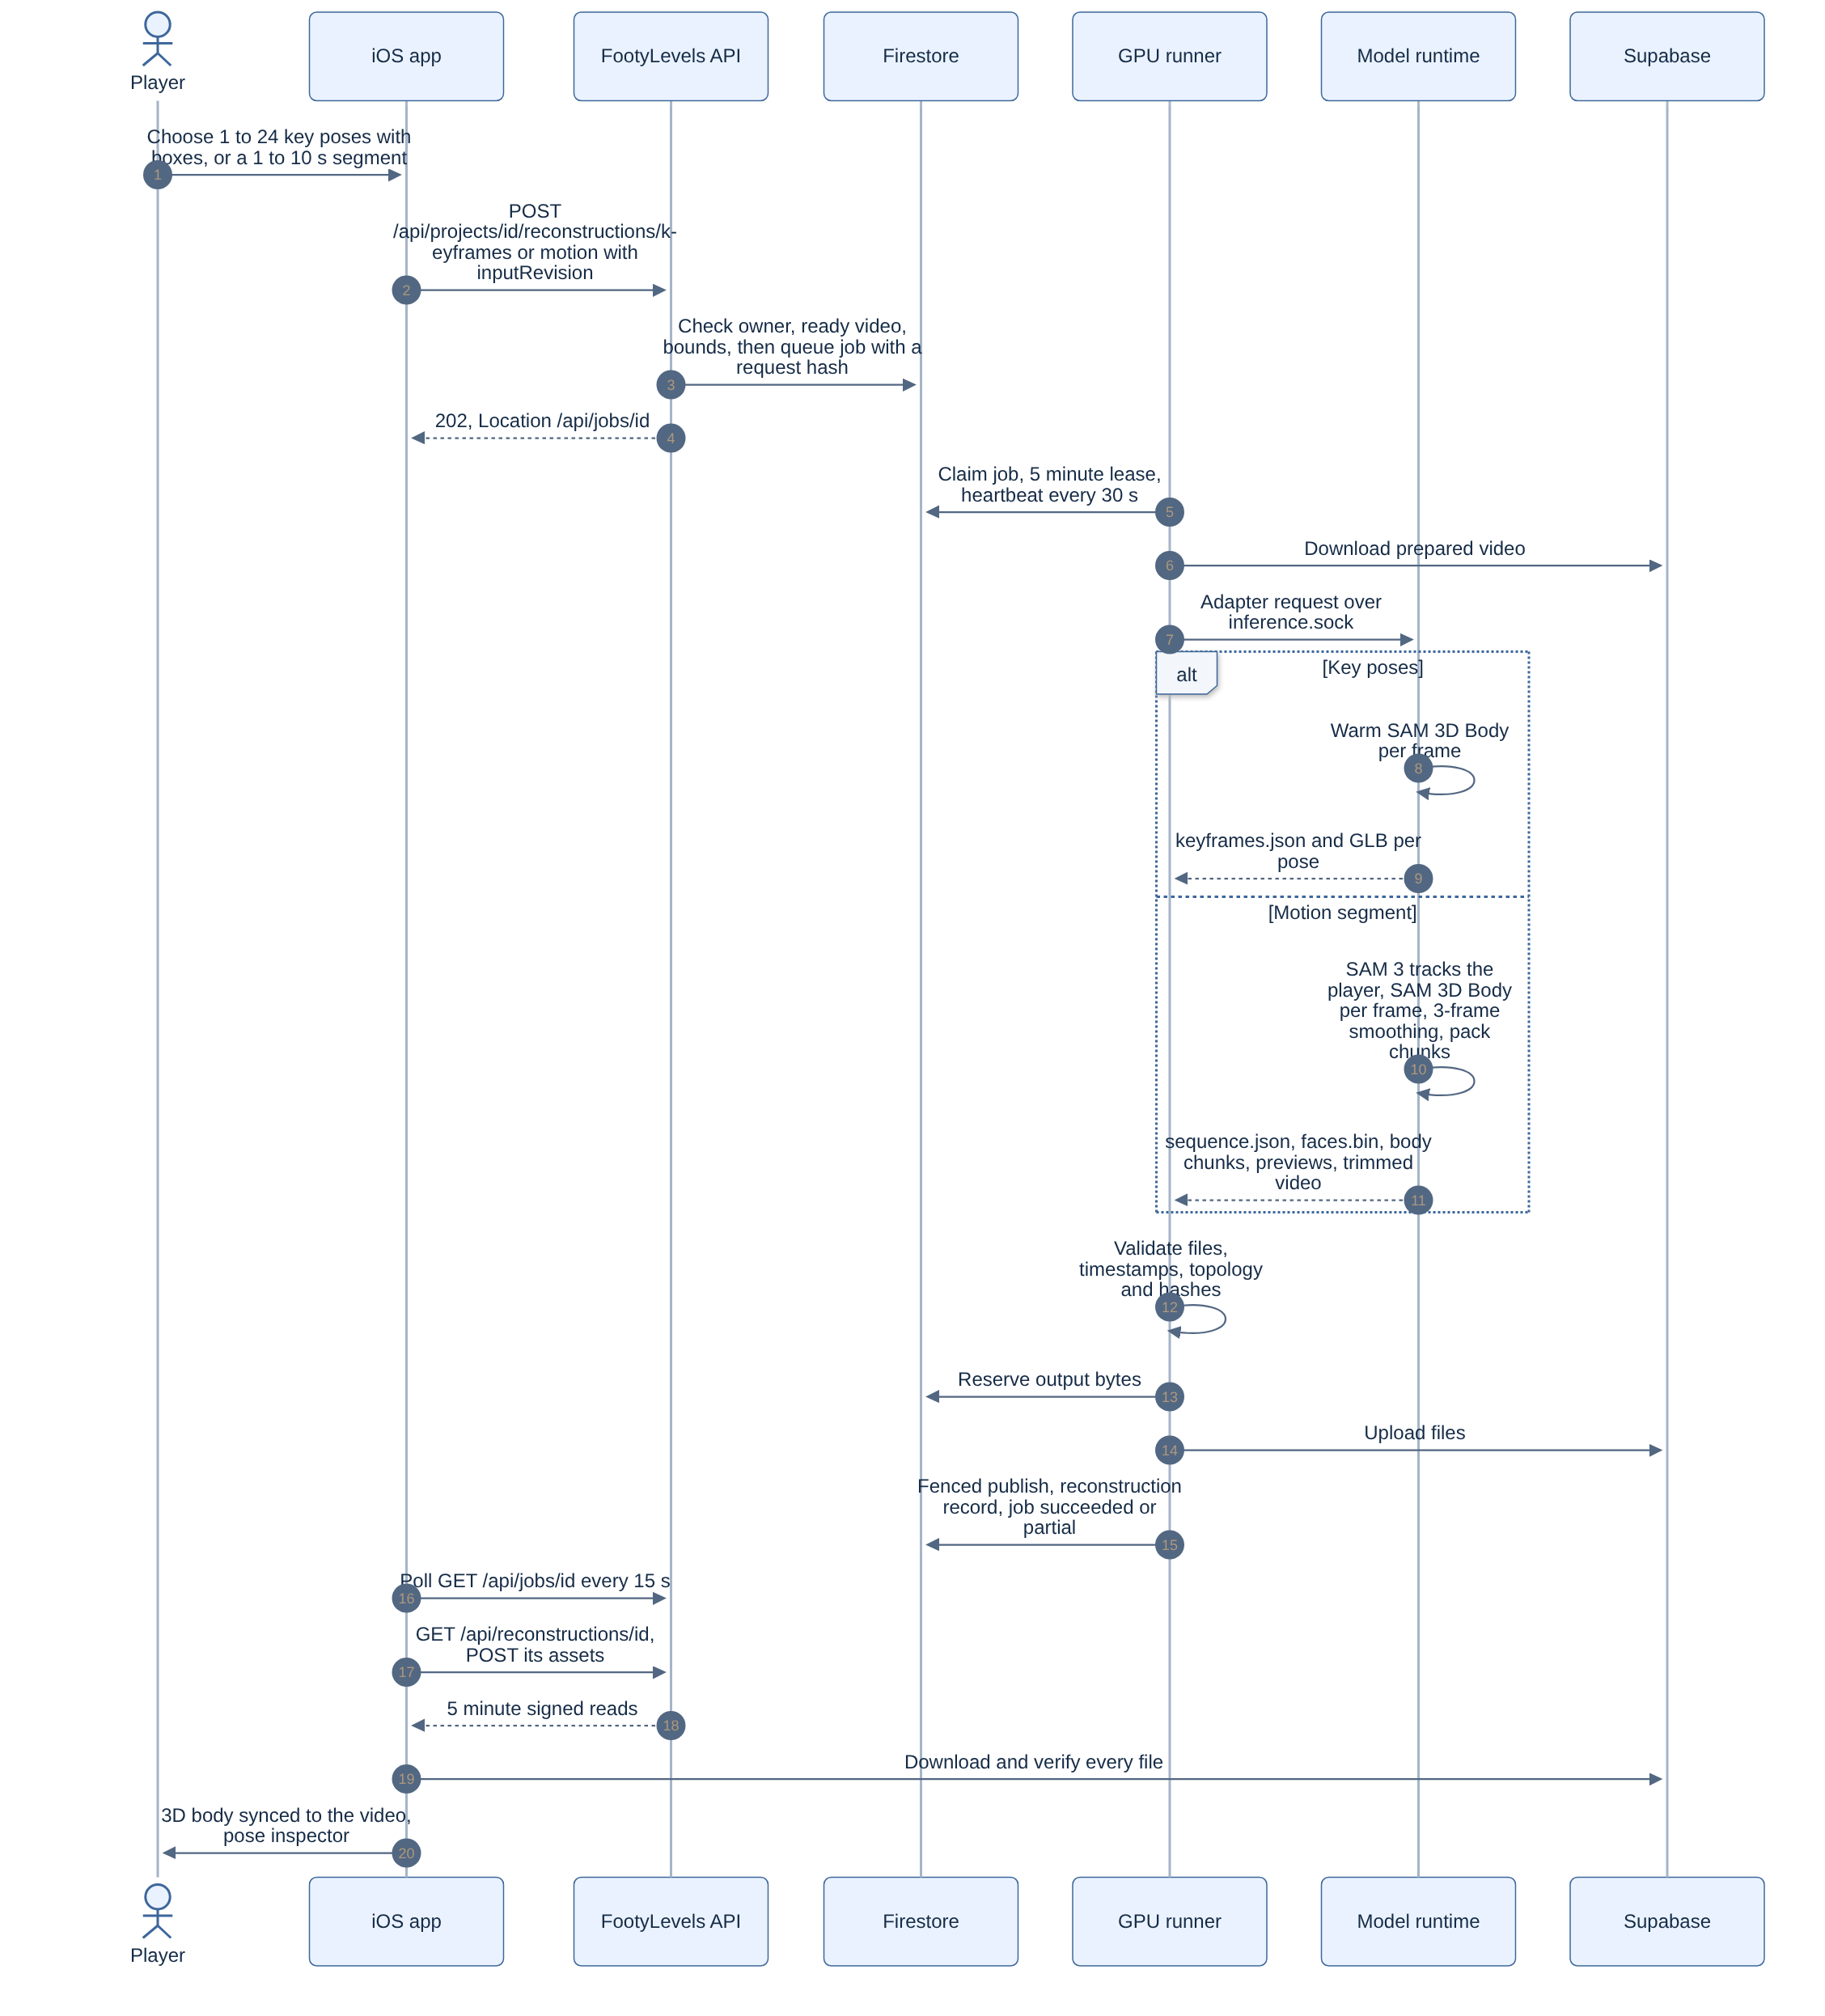 Player
iOS app
FootyLevels API
Firestore
GPU runner
Model runtime
Supabase
Choose 1 to 24 key poses with
boxes, or a 1 to 10 s segment
1
POST
/api/projects/id/reconstructions/k-
eyframes or motion with
inputRevision
2
Check owner, ready video,
bounds, then queue job with a
request hash
3
202, Location /api/jobs/id
4
Claim job, 5 minute lease,
heartbeat every 30 s
5
Download prepared video
6
Adapter request over
inference.sock
7
alt
[Key poses]
Warm SAM 3D Body
per frame
8
keyframes.json and GLB per
pose
9
[Motion segment]
SAM 3 tracks the
player, SAM 3D Body
per frame, 3-frame
smoothing, pack
chunks
10
sequence.json, faces.bin, body
chunks, previews, trimmed
video
11
Validate files,
timestamps, topology
and hashes
12
Reserve output bytes
13
Upload files
14
Fenced publish, reconstruction
record, job succeeded or
partial
15
Poll GET /api/jobs/id every 15 s
16
GET /api/reconstructions/id,
POST its assets
17
5 minute signed reads
18
Download and verify every file
19
3D body synced to the video,
pose inspector
20
Player
iOS app
FootyLevels API
Firestore
GPU runner
Model runtime
Supabase